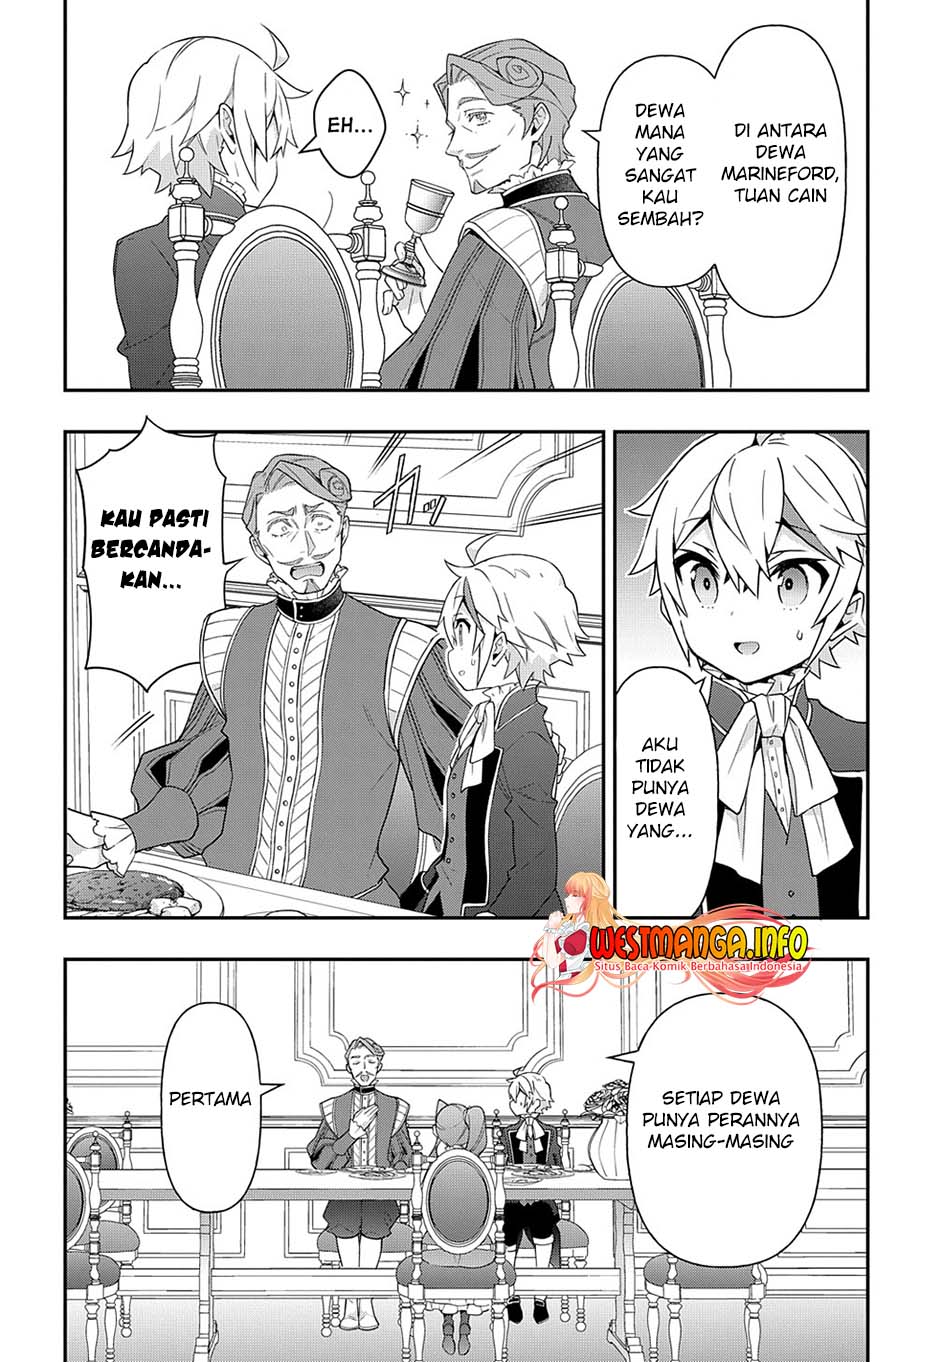 DI ANTARA
DEWA
MARINEFORD,
TUAN CAIN
DEWA
MANA
YANG
SANGAT
KAU
SEMBAH?
EH...
AKU
TIDAK
PUNYA
DEWA
YANG...
KAU PASTI
BERCANDA-
KAN...
WESTMANGA.INFO
Situs Baca Komik Berbahasa Indonesia
SETIAP DEWA
PUNYA PERANNYA
MASING-MASING
PERTAMA